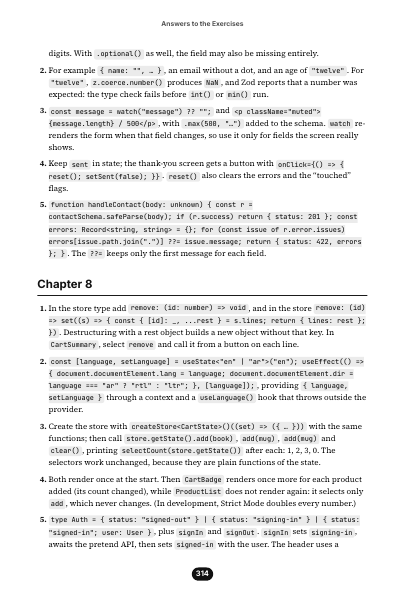 Answers to the Exercises
digits. With .optional() as well, the field may also be missing entirely.
2. For example { name: "", … }, an email without a dot, and an age of "twelve". For
"twelve", z.coerce.number() produces NaN, and Zod reports that a number was
expected: the type check fails before int() or min() run.
3. const message = watch("message") ?? ""; and <p className="muted">
{message.length} / 500</p>, with .max(500, "…") added to the schema. watch re-
renders the form when that field changes, so use it only for fields the screen really
shows.
4. Keep sent in state; the thank-you screen gets a button with onClick={() => {
reset(); setSent(false); }}. reset() also clears the errors and the “touched”
flags.
5. function handleContact(body: unknown) { const r =
contactSchema.safeParse(body); if (r.success) return { status: 201 }; const
errors: Record<string, string> = {}; for (const issue of r.error.issues)
errors[issue.path.join(".")] ??= issue.message; return { status: 422, errors
}; }. The ??= keeps only the first message for each field.
Chapter 8
1. In the store type add remove: (id: number) => void, and in the store remove: (id)
=> set((s) => { const { [id]: _, ...rest } = s.lines; return { lines: rest };
}). Destructuring with a rest object builds a new object without that key. In
CartSummary, select remove and call it from a button on each line.
2. const [language, setLanguage] = useState<"en" | "ar">("en"); useEffect(() =>
{ document.documentElement.lang = language; document.documentElement.dir =
language === "ar" ? "rtl" : "ltr"; }, [language]);, providing { language,
setLanguage } through a context and a useLanguage() hook that throws outside the
provider.
3. Create the store with createStore<CartState>()((set) => ({ … })) with the same
functions; then call store.getState().add(book), add(mug), add(mug) and
clear(), printing selectCount(store.getState()) after each: 1, 2, 3, 0. The
selectors work unchanged, because they are plain functions of the state.
4. Both render once at the start. Then CartBadge renders once more for each product
added (its count changed), while ProductList does not render again: it selects only
add, which never changes. (In development, Strict Mode doubles every number.)
5. type Auth = { status: "signed-out" } | { status: "signing-in" } | { status:
"signed-in"; user: User }, plus signIn and signOut. signIn sets signing-in,
awaits the pretend API, then sets signed-in with the user. The header uses a
314